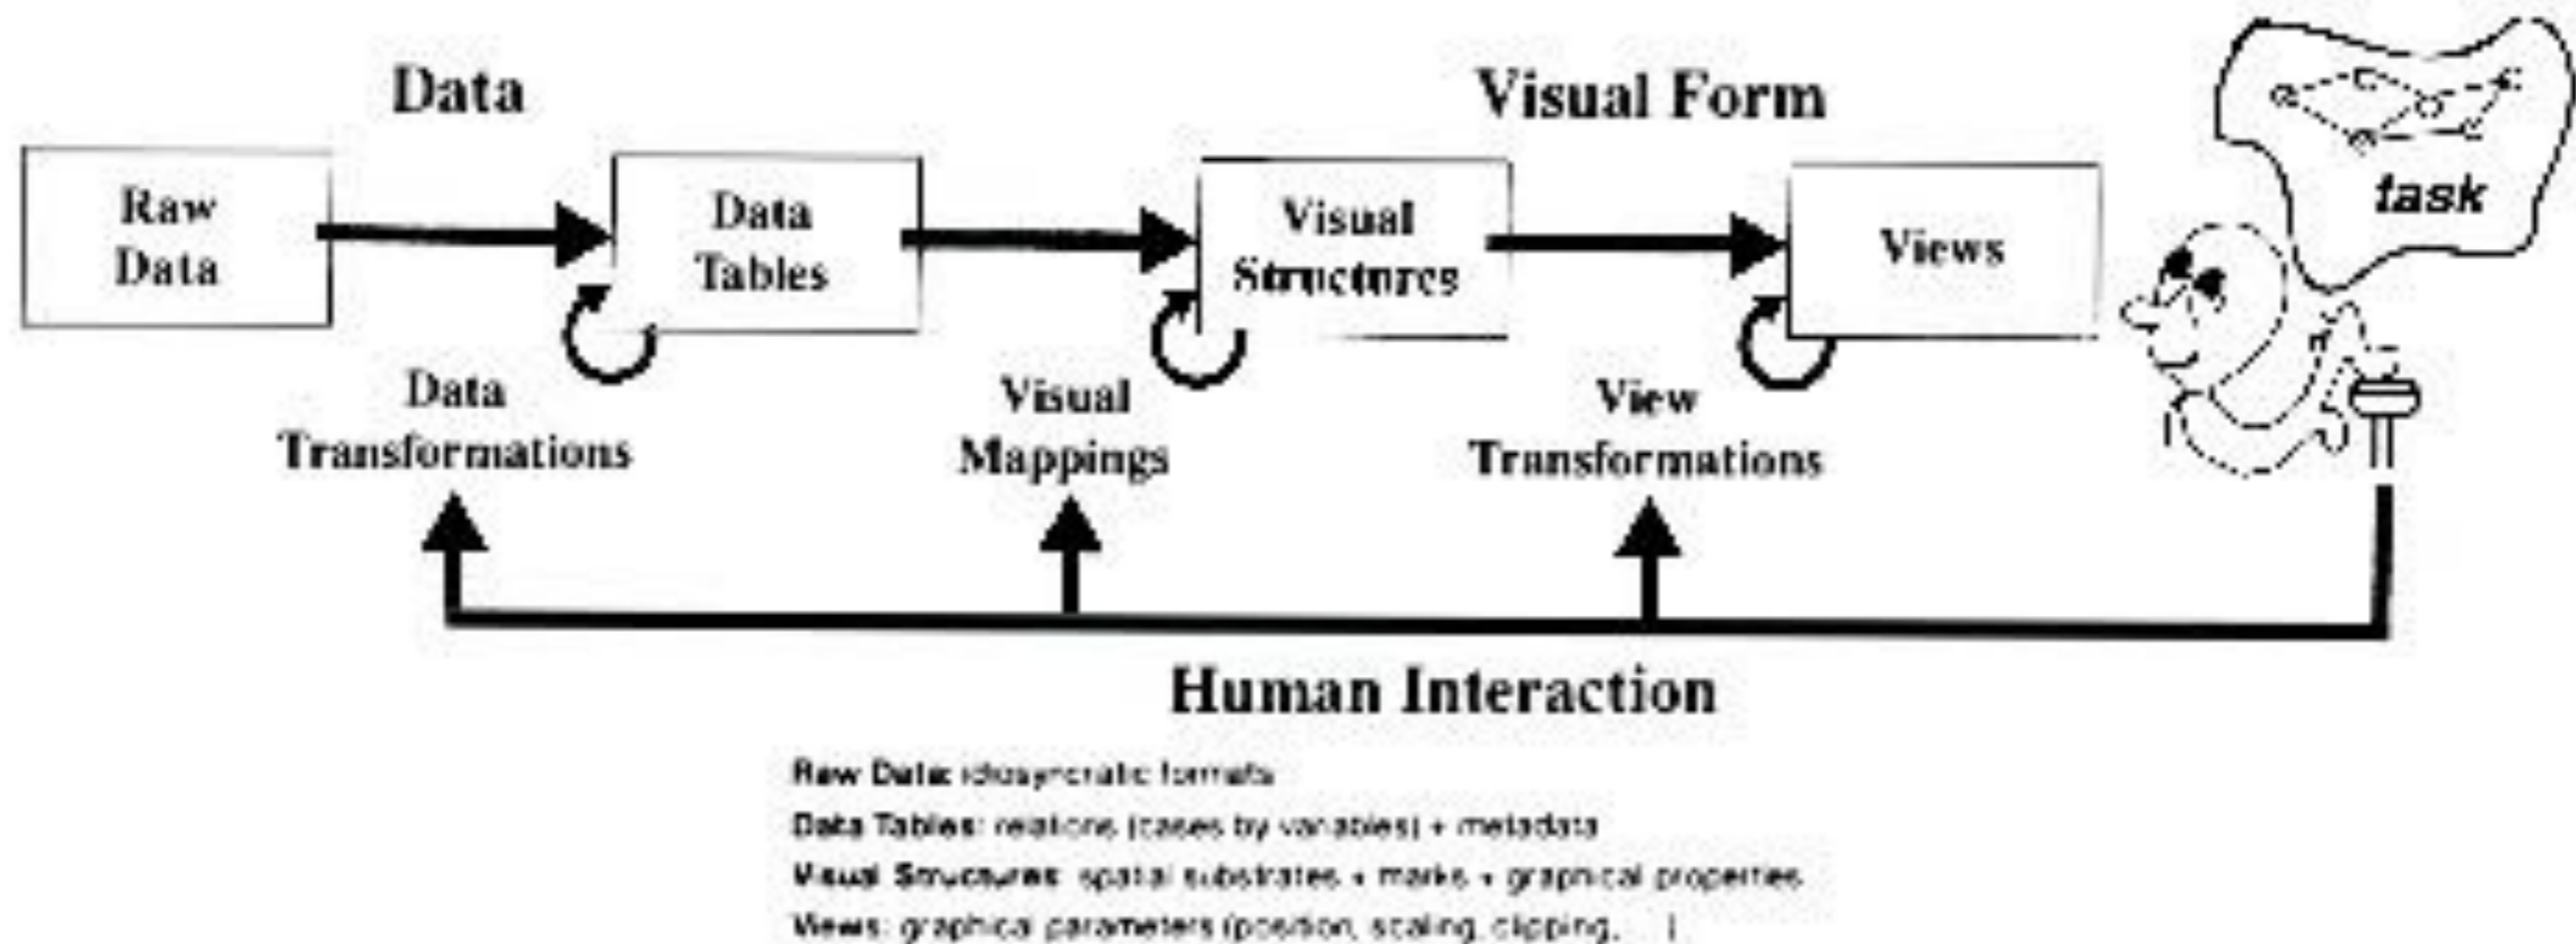 Data
Visual Form
Raw
Data
Data
Tables
Visual
Structures
Views
task
Data
Transformations
Visual
Mappings
View
Transformations
Human Interaction
Raw Data: idiosyncratic formats
Data Tables: relations (cases by variables) + metadata
Visual Structures: spatial substrates + marks + graphical properties
Views: graphical parameters (position, scaling, clipping, ... )